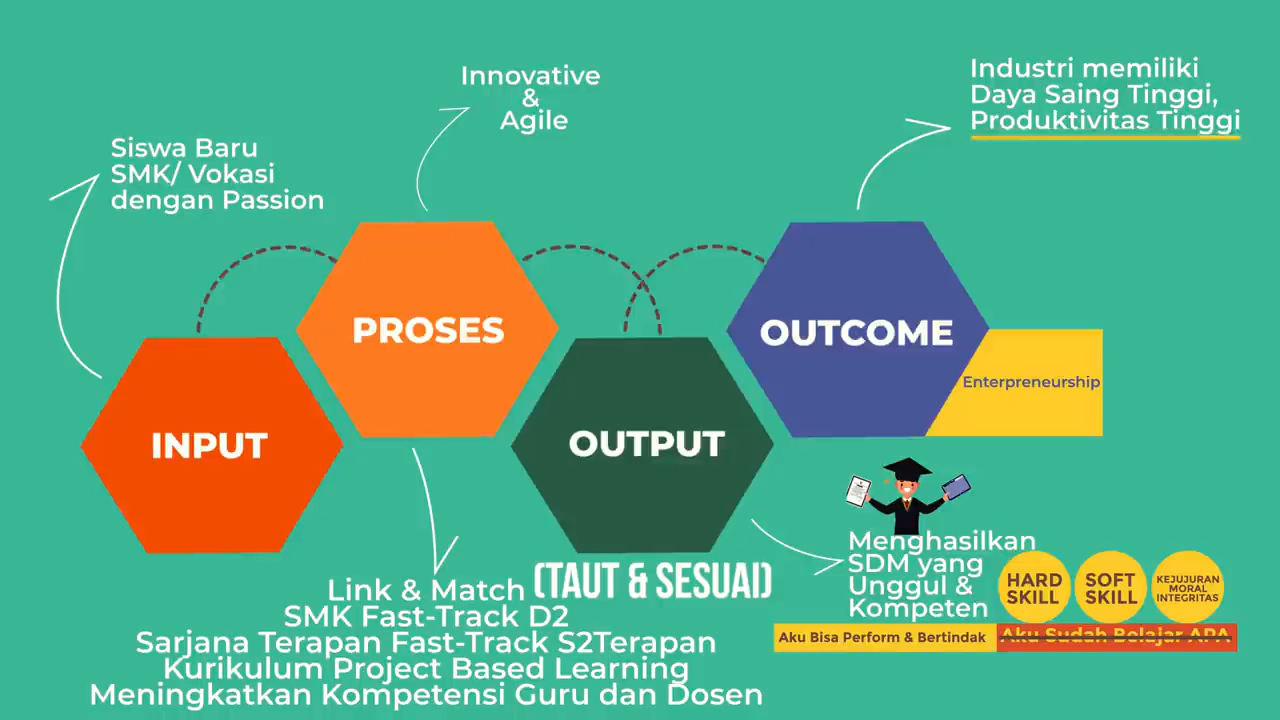 Innovative
&
Agile
Industri memiliki
Daya Saing Tinggi,
Produktivitas Tinggi
Siswa Baru
SMK/ Vokasi
dengan Passion
INPUT
PROSES
OUTPUT
OUTCOME
Enterpreneurship
Link & Match (TAUT & SESUAI)
SMK Fast-Track D2
Sarjana Terapan Fast-Track S2Terapan
Kurikulum Project Based Learning
Meningkatkan Kompetensi Guru dan Dosen
Menghasilkan
SDM yang
Unggul &
Kompeten
HARD
SKILL
SOFT
SKILL
KEJUJURAN
MORAL
INTEGRITAS
Aku Bisa Perform & Bertindak
Aku Sudah Belajar APA